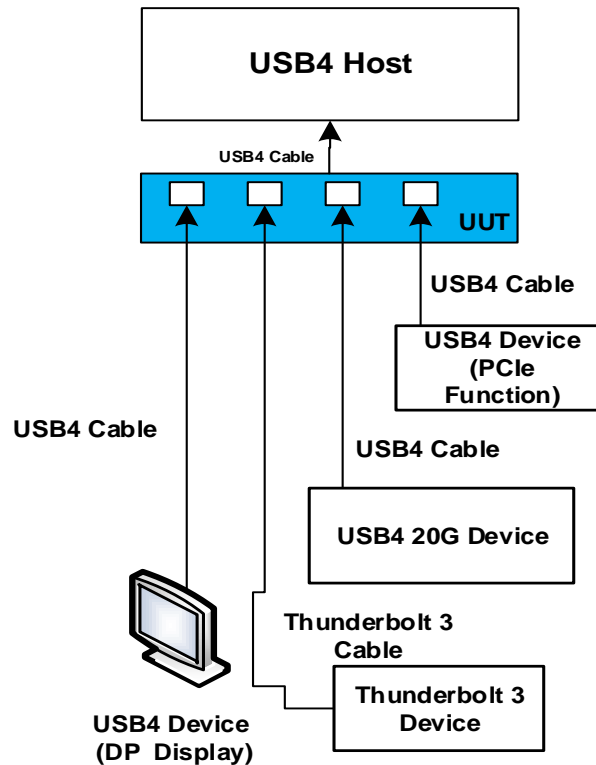 USB4 Host
USB4 Cable
UUT
USB4 Cable
USB4 Device
(PCIe
Function)
USB4 Cable
USB4 Cable
USB4 20G Device
Thunderbolt 3
Cable
Thunderbolt 3
Device
USB4 Device
(DP Display)